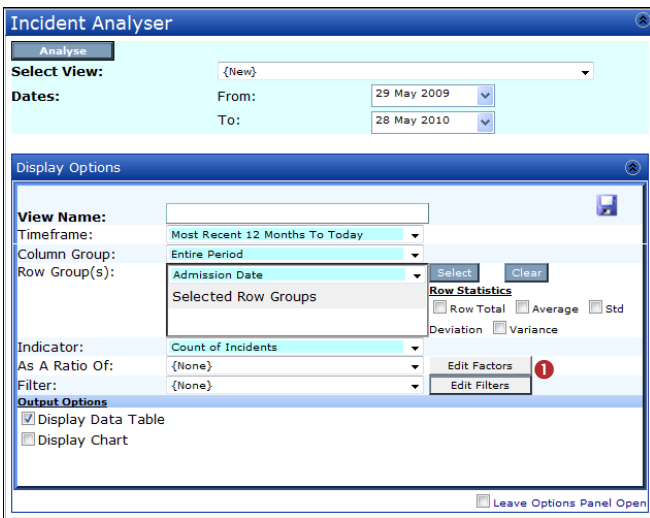 Incident Analyser
Analyse
Select View: {New}
Dates: From: 29 May 2009
To: 28 May 2010
Display Options
View Name:
Timeframe: Most Recent 12 Months To Today
Column Group: Entire Period
Row Group(s): Admission Date Select Clear
Selected Row Groups Row Statistics
Row Total Average Std
Deviation Variance
Indicator: Count of Incidents
As A Ratio Of: {None} Edit Factors 1
Filter: {None} Edit Filters
Output Options
Display Data Table
Display Chart
Leave Options Panel Open